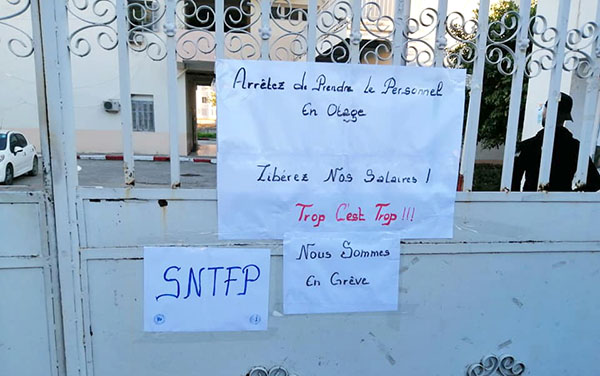 Arrêtez de Prendre le Personnel
En Otage
Libérez Nos Salaires !
Trop C'est Trop !!!
Nous Sommes
En Grève
SNTFP